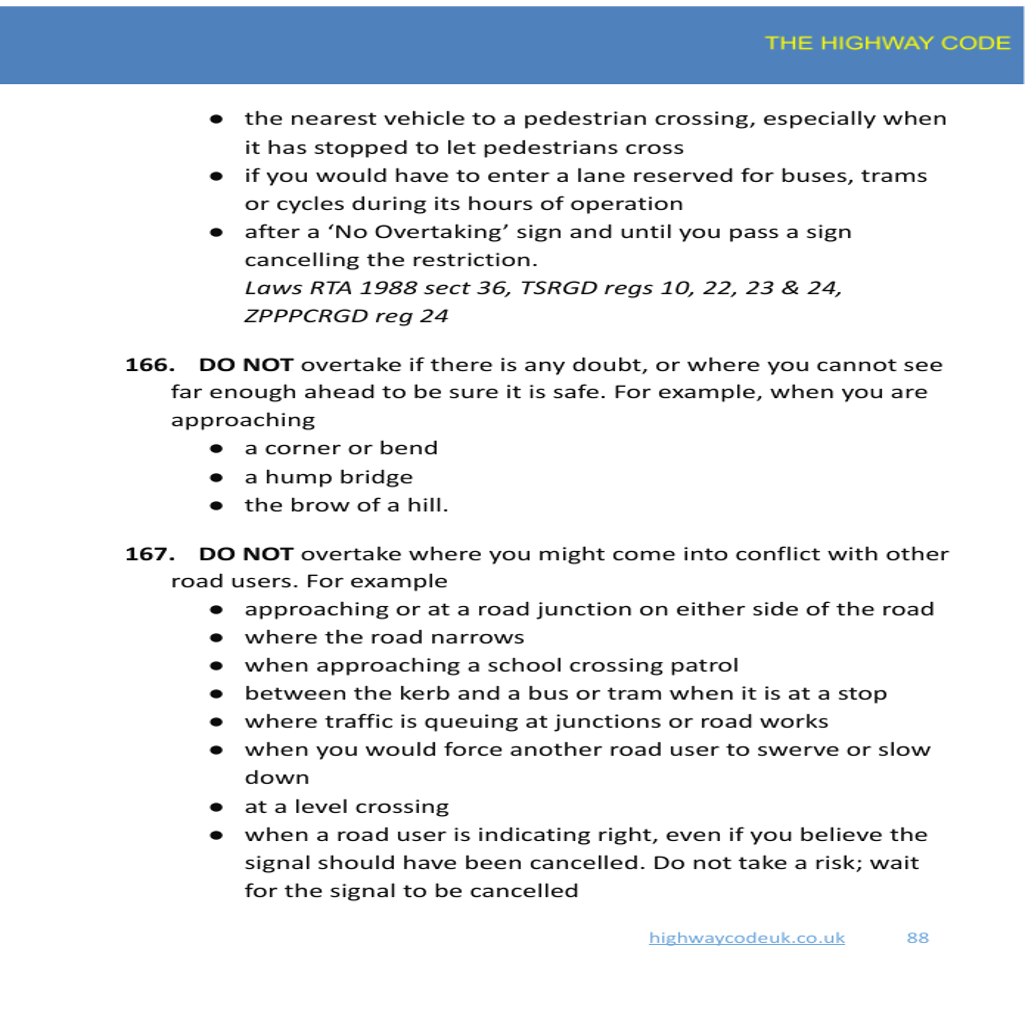 THE HIGHWAY CODE
● the nearest vehicle to a pedestrian crossing, especially when
it has stopped to let pedestrians cross
● if you would have to enter a lane reserved for buses, trams
or cycles during its hours of operation
● after a ‘No Overtaking’ sign and until you pass a sign
cancelling the restriction.
Laws RTA 1988 sect 36, TSRGD regs 10, 22, 23 & 24,
ZPPPCRGD reg 24
166. DO NOT overtake if there is any doubt, or where you cannot see
far enough ahead to be sure it is safe. For example, when you are
approaching
● a corner or bend
● a hump bridge
● the brow of a hill.
167. DO NOT overtake where you might come into conflict with other
road users. For example
● approaching or at a road junction on either side of the road
● where the road narrows
● when approaching a school crossing patrol
● between the kerb and a bus or tram when it is at a stop
● where traffic is queuing at junctions or road works
● when you would force another road user to swerve or slow
down
● at a level crossing
● when a road user is indicating right, even if you believe the
signal should have been cancelled. Do not take a risk; wait
for the signal to be cancelled
highwaycodeuk.co.uk 88